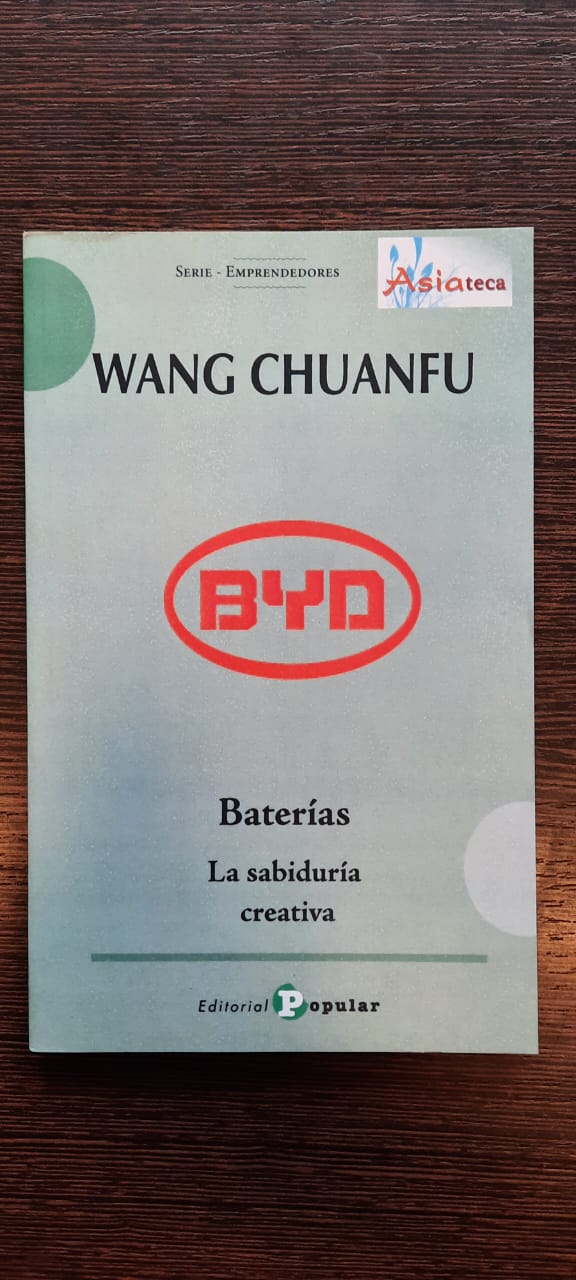 Serie - Emprendedores
Asiateca
WANG CHUANFU
BYD
Baterías
La sabiduría
creativa
Editorial Popular